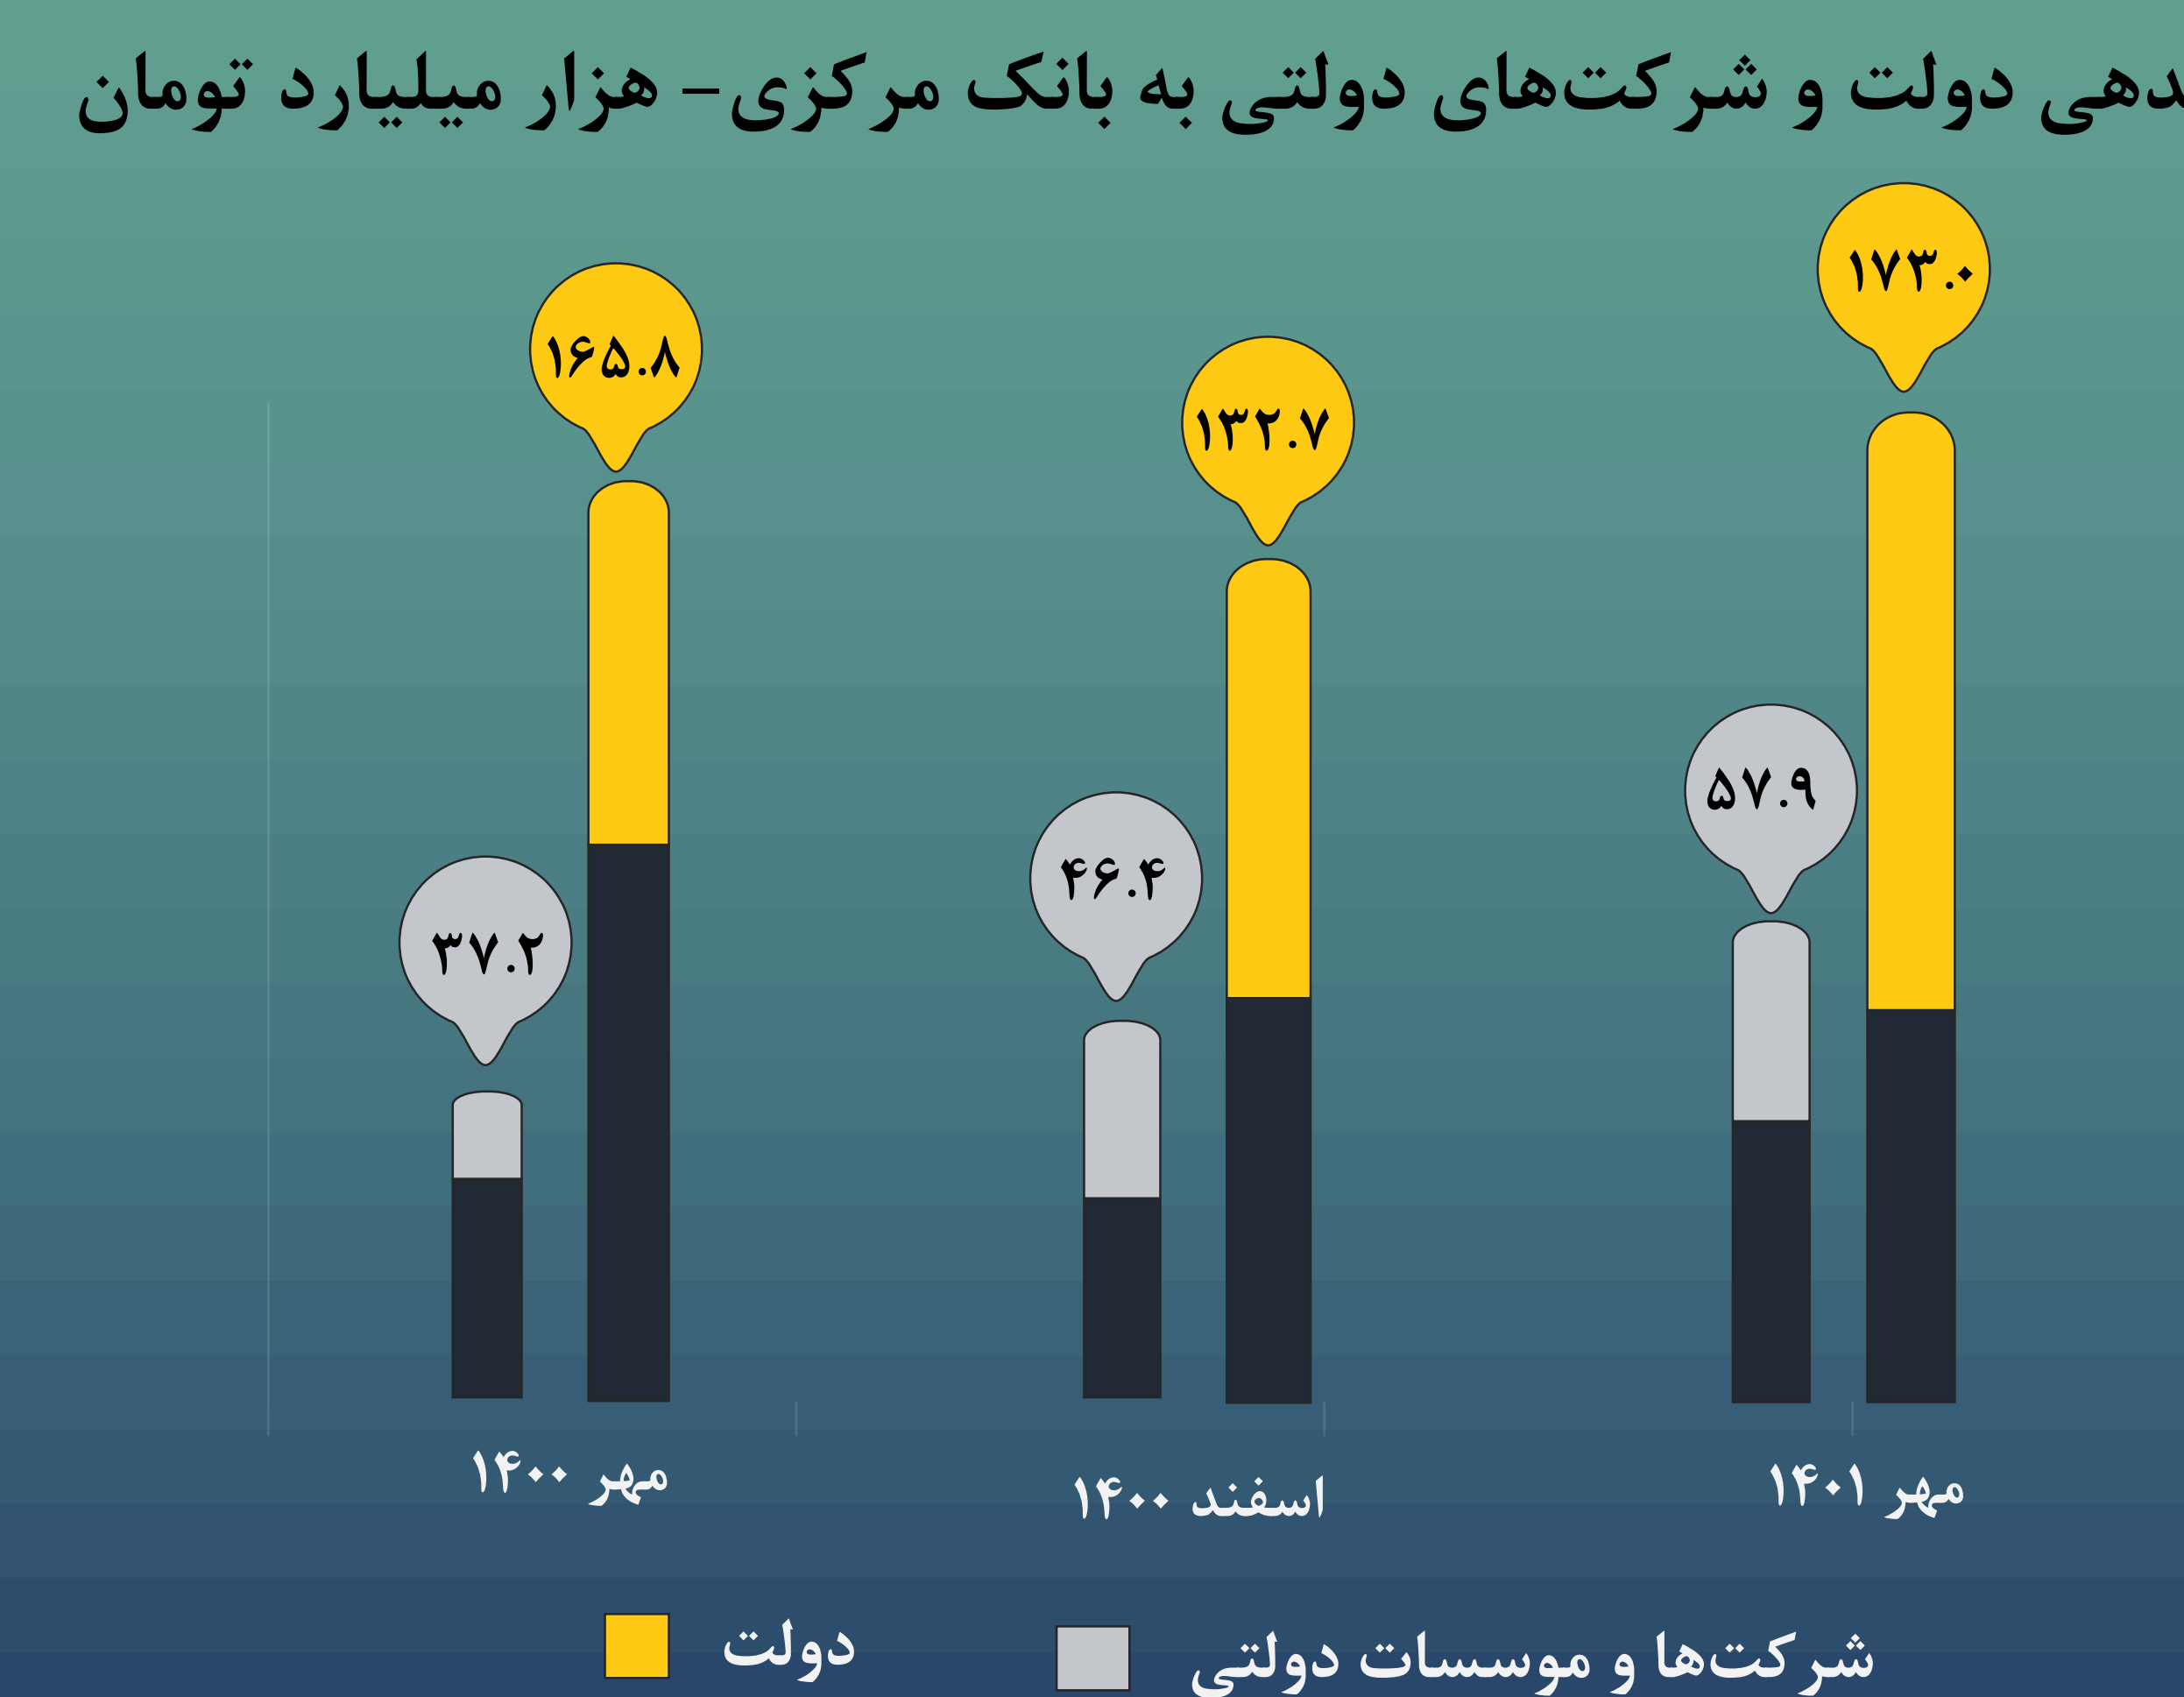 دهی دولت و شرکت‌های دولتی به بانک مرکزی – هزار میلیارد تومان
۱۷۳.۰
۱۶۵.۸
۱۳۲.۷
۵۷.۹
۴۶.۴
۳۷.۲
مهر ۱۴۰۱
اسفند ۱۴۰۰
مهر ۱۴۰۰
شرکت‌ها و موسسات دولتی
دولت